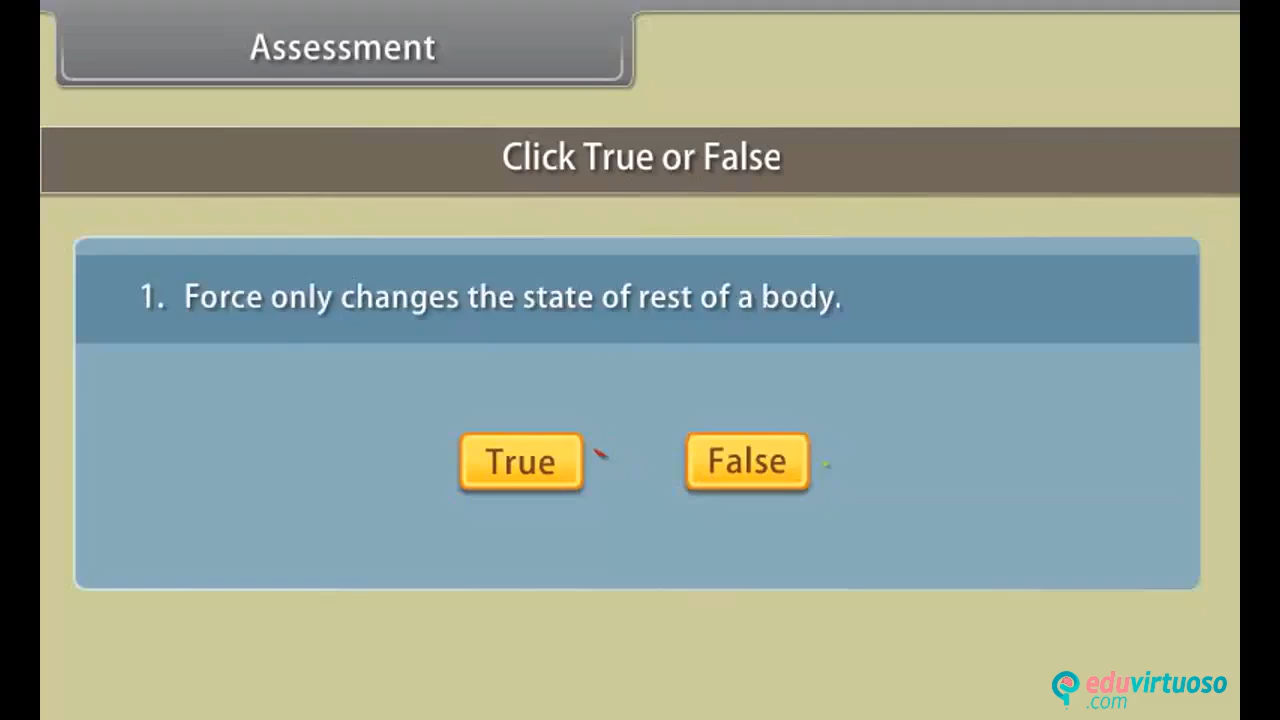 Assessment
Click True or False
1. Force only changes the state of rest of a body.
True False
eduvirtuoso
.com